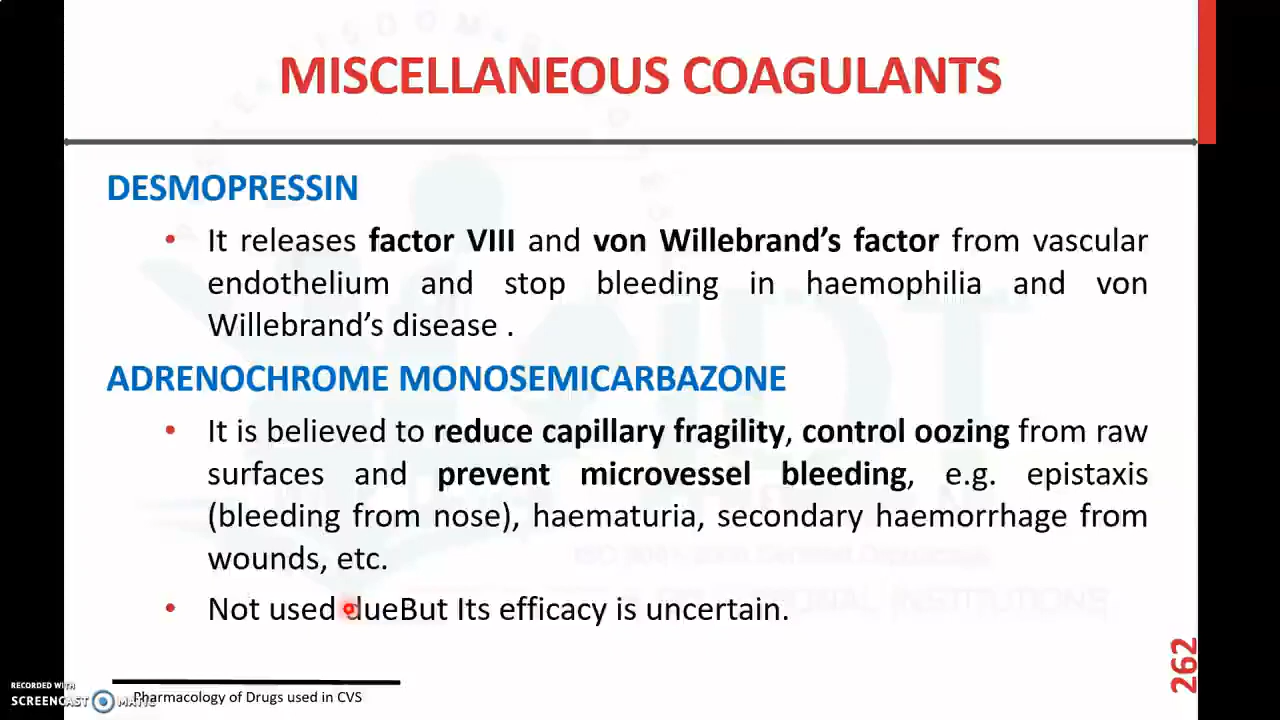 MISCELLANEOUS COAGULANTS
DESMOPRESSIN
• It releases factor VIII and von Willebrand’s factor from vascular
endothelium and stop bleeding in haemophilia and von
Willebrand’s disease .
ADRENOCHROME MONOSEMICARBAZONE
• It is believed to reduce capillary fragility, control oozing from raw
surfaces and prevent microvessel bleeding, e.g. epistaxis
(bleeding from nose), haematuria, secondary haemorrhage from
wounds, etc.
• Not used dueBut Its efficacy is uncertain.
262
Pharmacology of Drugs used in CVS
RECORDED WITH
SCREENCAST MATIC